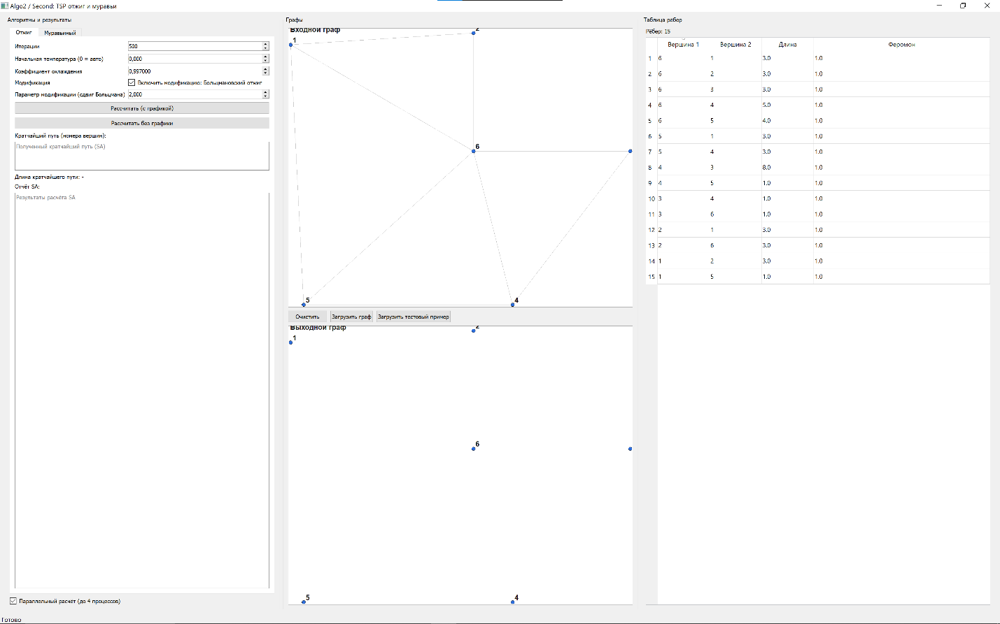 Algo2 / Second: TSP отжиг и муравьи
Алгоритмы и результаты
Отжиг Муравьиный
Итерации 500
Начальная температура (0 = авто) 0,000
Коэффициент охлаждения 0,997000
Модификация Включить модификацию: Больцмановский отжиг
Параметр модификации (сдвиг Больцмана) 2,000
Рассчитать (с графикой)
Рассчитать без графики
Кратчайший путь (номера вершин):
Полученный кратчайший путь (SA)
Длина кратчайшего пути: -
Отчёт SA:
Результаты расчёта SA
Параллельный расчёт (до 4 процессов)
Готово
Графы
Входной граф
1
2
6
5
4
Очистить Загрузить граф Загрузить тестовый пример
Выходной граф
1
2
6
5
4
Таблица ребер
Рёбер: 15
Вершина 1 Вершина 2 Длина Феромон
1 6 1 3.0 1.0
2 6 2 3.0 1.0
3 6 3 3.0 1.0
4 6 4 5.0 1.0
5 6 5 4.0 1.0
6 5 1 3.0 1.0
7 5 4 3.0 1.0
8 4 3 8.0 1.0
9 4 5 1.0 1.0
10 3 4 1.0 1.0
11 3 6 1.0 1.0
12 2 1 3.0 1.0
13 2 6 3.0 1.0
14 1 2 3.0 1.0
15 1 5 1.0 1.0